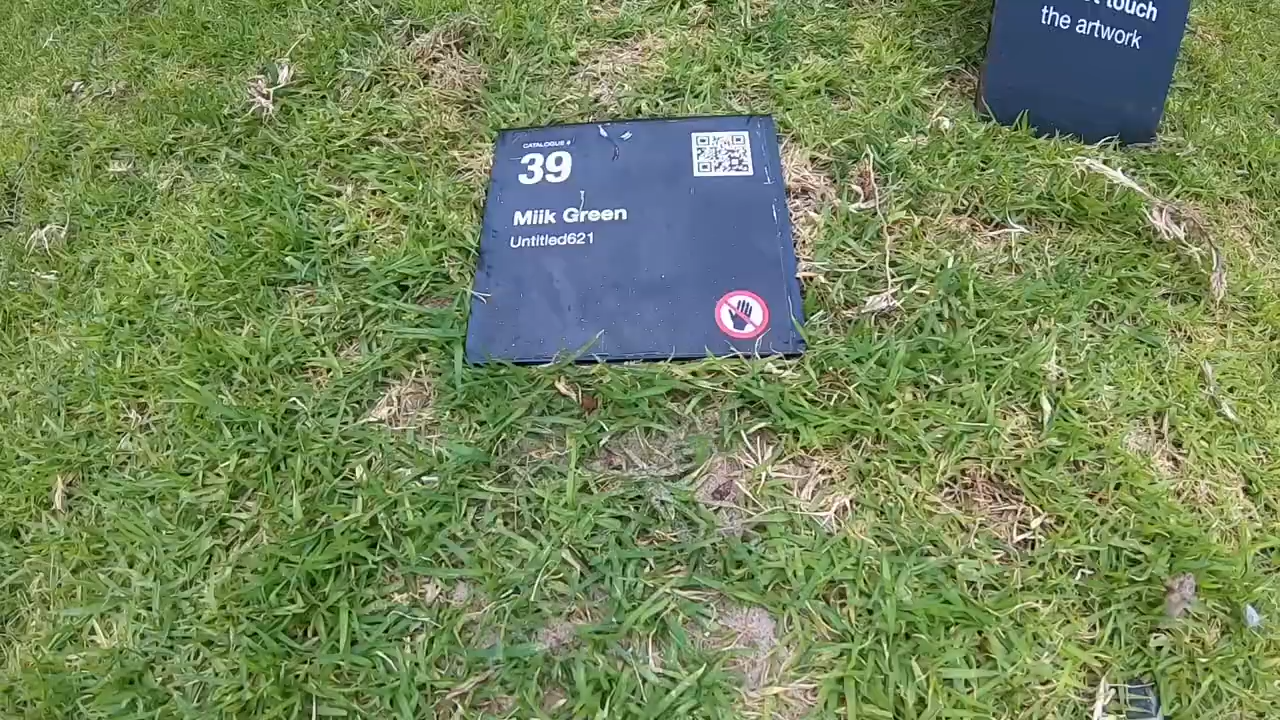 touch
the artwork
CATALOGUE #
39
Miik Green
Untitled621